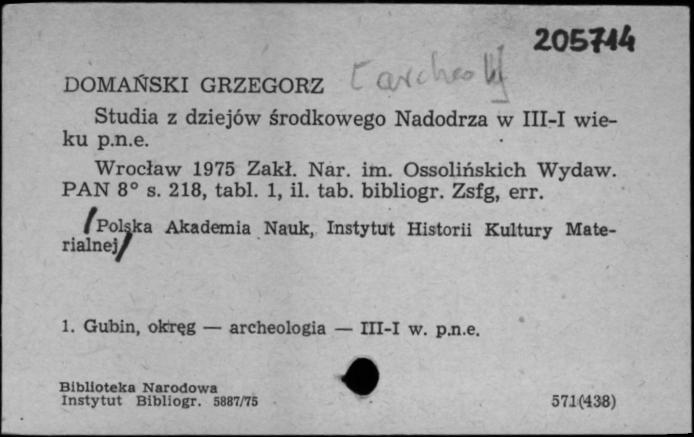 205714
DOMAŃSKI GRZEGORZ [archeo
Studia z dziejów środkowego Nadodrza w III-I wie-
ku p.n.e.
Wrocław 1975 Zakł. Nar. im. Ossolińskich Wydaw.
PAN 8° s. 218, tabl. 1, il. tab. bibliogr. Zsfg, err.
/Polska Akademia Nauk, Instytut Historii Kultury Mate-
rialnej/
1. Gubin, okręg — archeologia — III-I w. p.n.e.
Biblioteka Narodowa
Instytut Bibliogr. 5887/75 571(438)